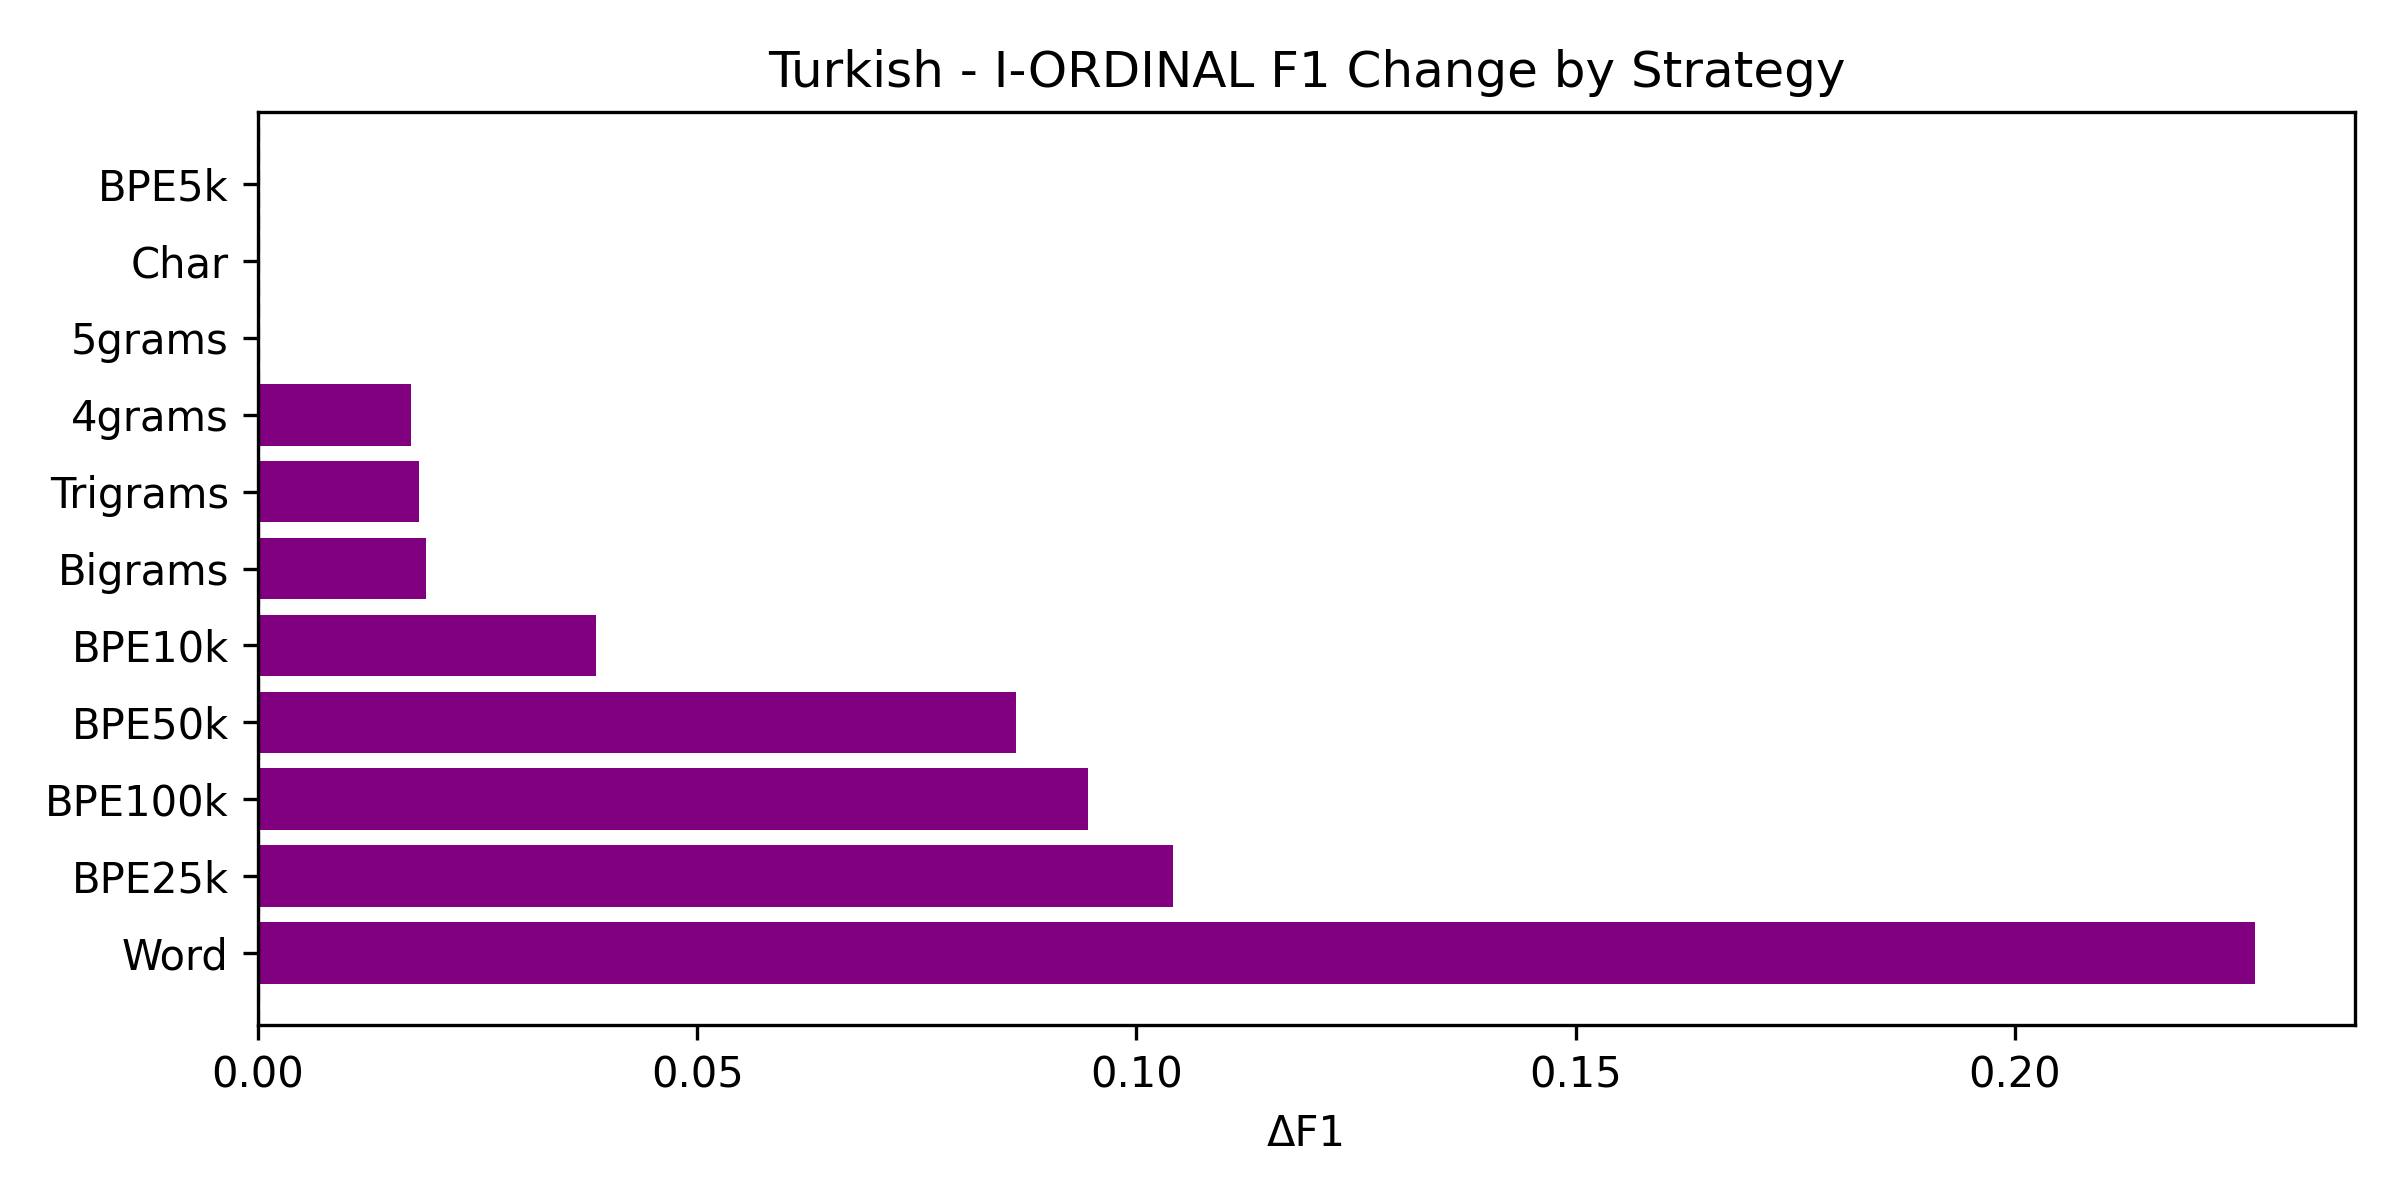 Turkish - I-ORDINAL F1 Change by Strategy
BPE5k
Char
5grams
4grams
Trigrams
Bigrams
BPE10k
BPE50k
BPE100k
BPE25k
Word
0.00 0.05 0.10 0.15 0.20
ΔF1